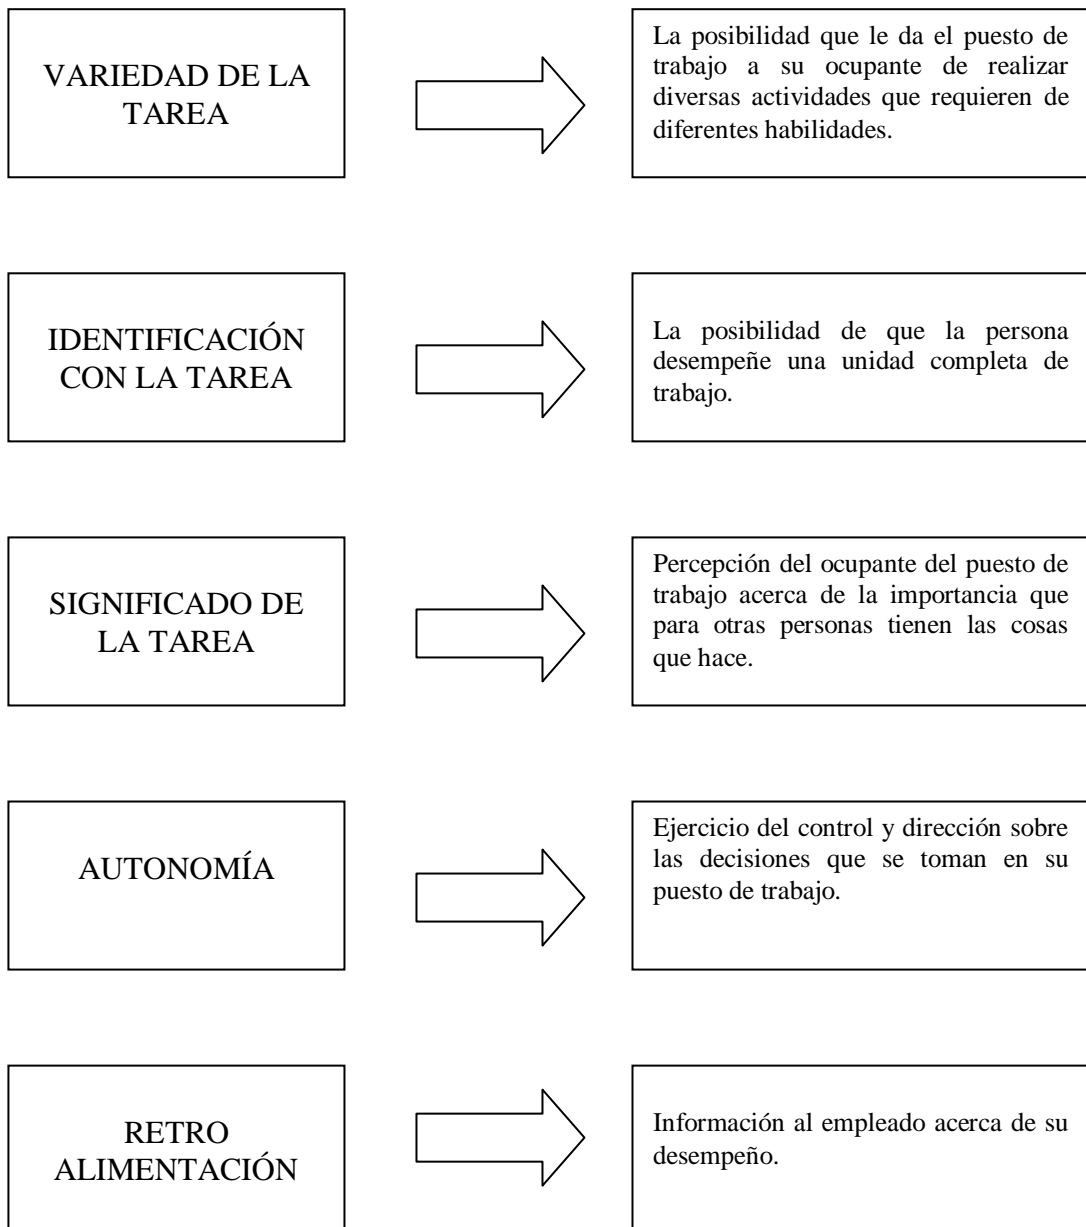 VARIEDAD DE LA
TAREA
La posibilidad que le da el puesto de
trabajo a su ocupante de realizar
diversas actividades que requieren de
diferentes habilidades.
IDENTIFICACIÓN
CON LA TAREA
La posibilidad de que la persona
desempeñe una unidad completa de
trabajo.
SIGNIFICADO DE
LA TAREA
Percepción del ocupante del puesto de
trabajo acerca de la importancia que
para otras personas tienen las cosas
que hace.
AUTONOMÍA
Ejercicio del control y dirección sobre
las decisiones que se toman en su
puesto de trabajo.
RETRO
ALIMENTACIÓN
Información al empleado acerca de su
desempeño.